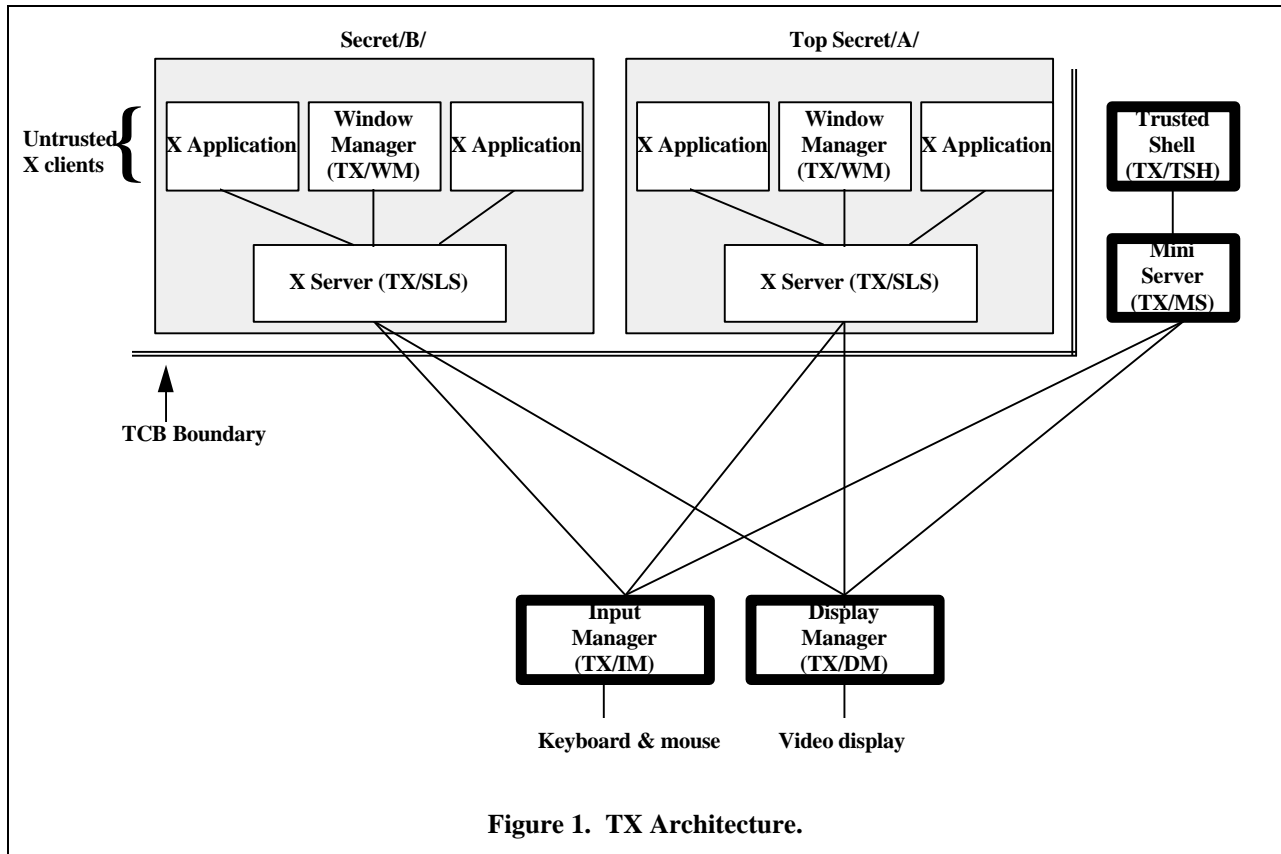 Secret/B/
Top Secret/A/
Untrusted
X clients
{
X Application
Window
Manager
(TX/WM)
X Application
X Application
Window
Manager
(TX/WM)
X Application
Trusted
Shell
(TX/TSH)
X Server (TX/SLS)
X Server (TX/SLS)
Mini
Server
(TX/MS)
TCB Boundary
Input
Manager
(TX/IM)
Display
Manager
(TX/DM)
Keyboard & mouse
Video display
Figure 1. TX Architecture.